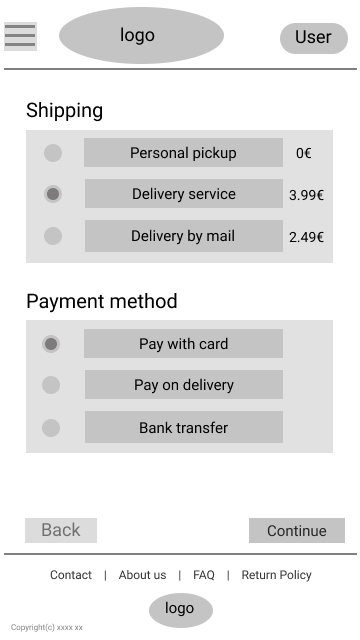 logo
User
Shipping
Personal pickup 0€
Delivery service 3.99€
Delivery by mail 2.49€
Payment method
Pay with card
Pay on delivery
Bank transfer
Back Continue
Contact | About us | FAQ | Return Policy
logo
Copyright(c) xxxx xx